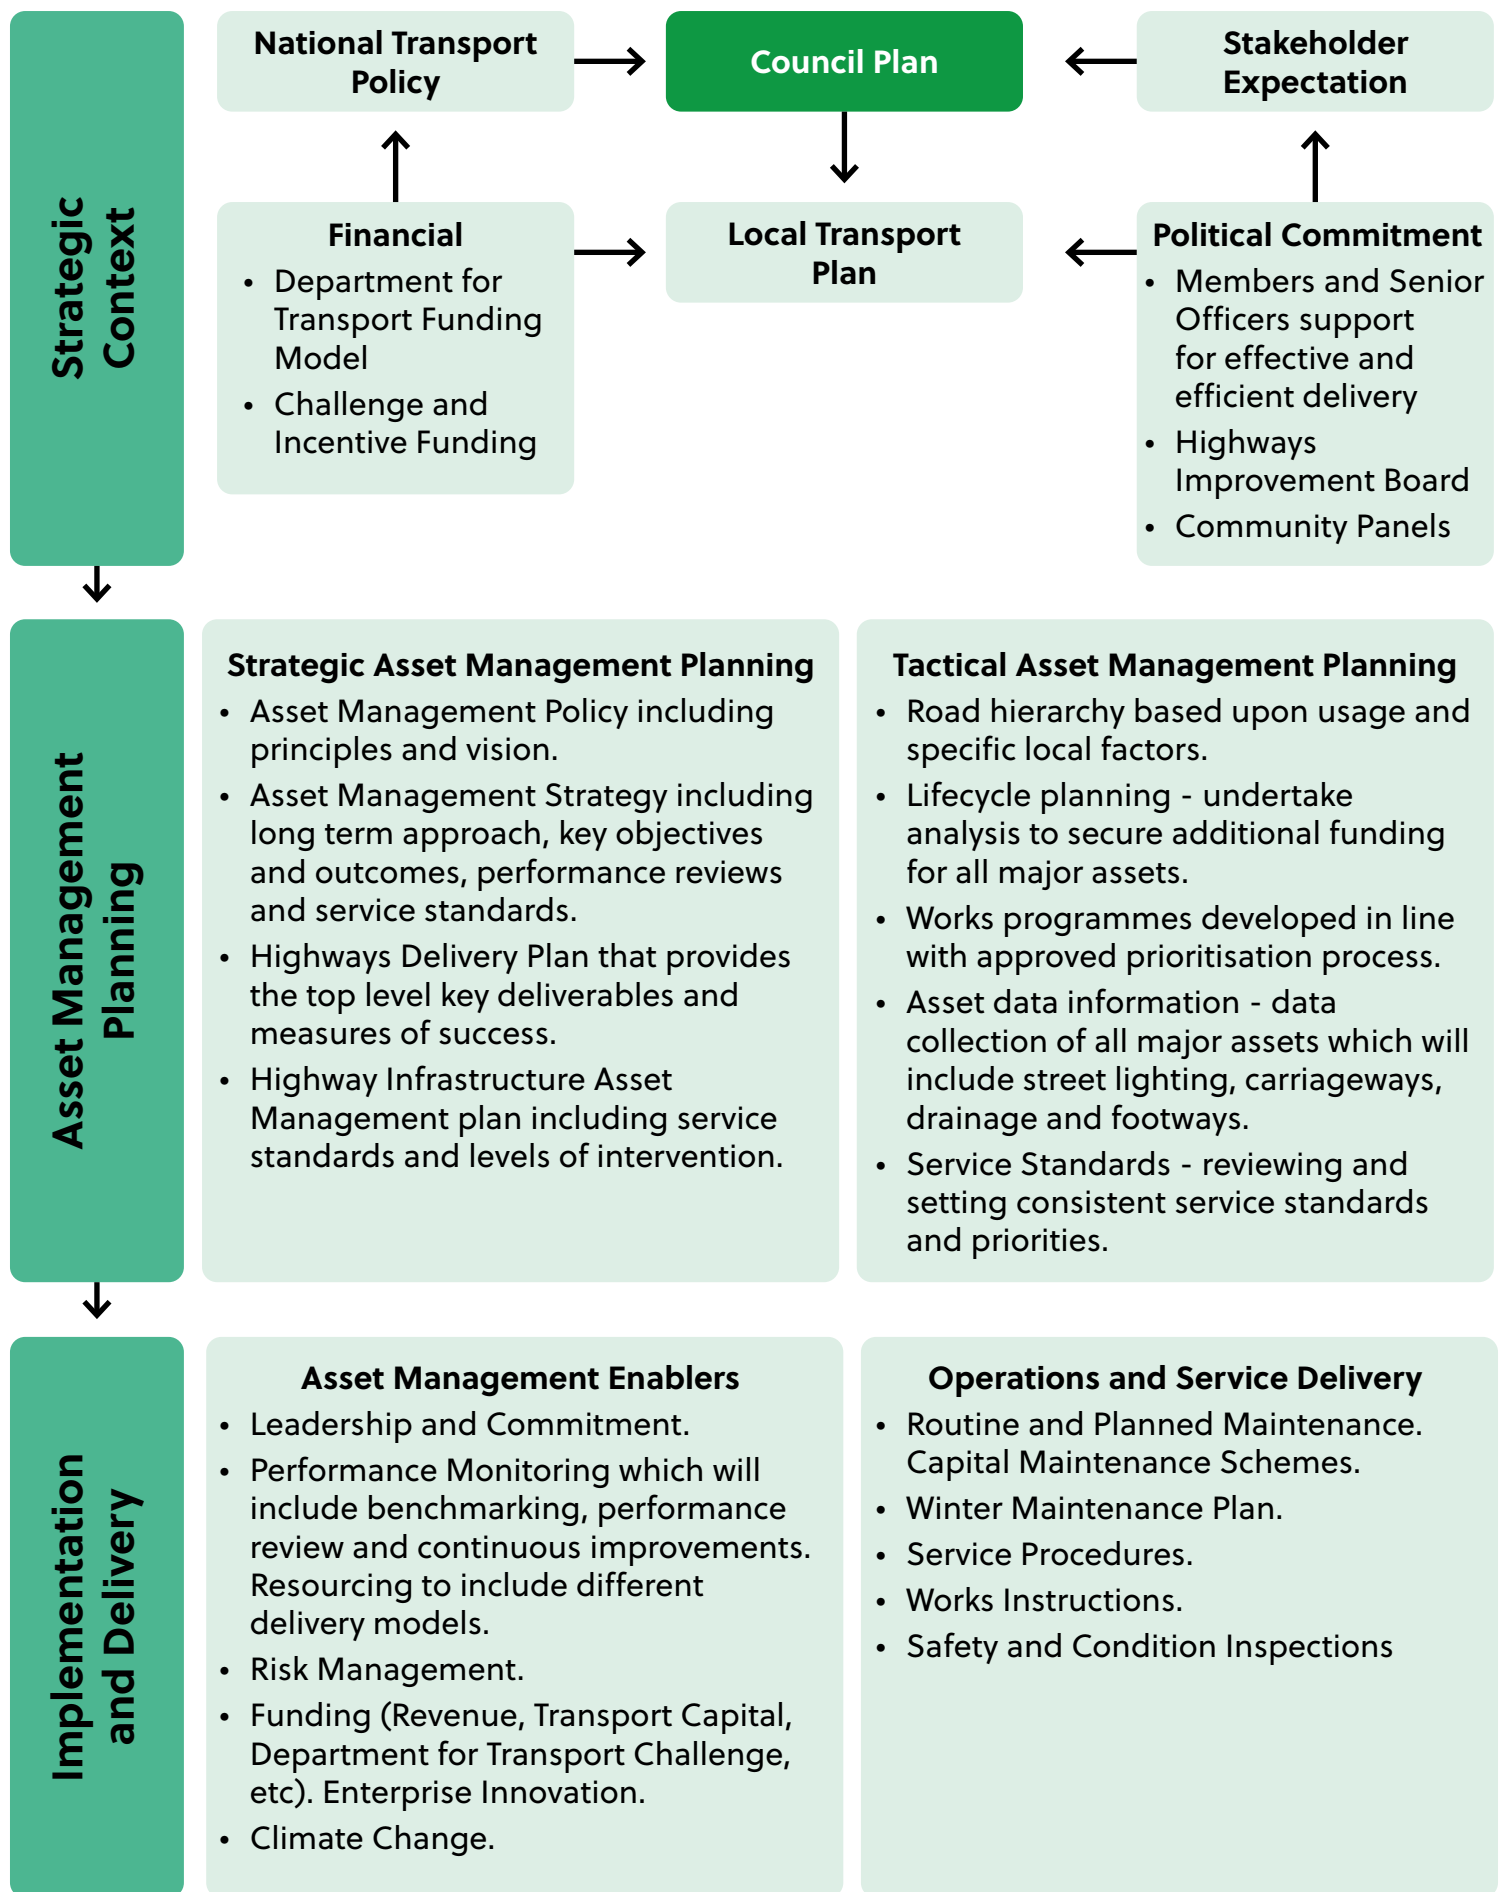 Strategic
Context
National Transport
Policy
Council Plan
Stakeholder
Expectation
Financial
• Department for
Transport Funding
Model
• Challenge and
Incentive Funding
Local Transport
Plan
Political Commitment
• Members and Senior
Officers support
for effective and
efficient delivery
• Highways
Improvement Board
• Community Panels
Asset Management
Planning
Strategic Asset Management Planning
• Asset Management Policy including
principles and vision.
• Asset Management Strategy including
long term approach, key objectives
and outcomes, performance reviews
and service standards.
• Highways Delivery Plan that provides
the top level key deliverables and
measures of success.
• Highway Infrastructure Asset
Management plan including service
standards and levels of intervention.
Tactical Asset Management Planning
• Road hierarchy based upon usage and
specific local factors.
• Lifecycle planning - undertake
analysis to secure additional funding
for all major assets.
• Works programmes developed in line
with approved prioritisation process.
• Asset data information - data
collection of all major assets which will
include street lighting, carriageways,
drainage and footways.
• Service Standards - reviewing and
setting consistent service standards
and priorities.
Implementation
and Delivery
Asset Management Enablers
• Leadership and Commitment.
• Performance Monitoring which will
include benchmarking, performance
review and continuous improvements.
Resourcing to include different
delivery models.
• Risk Management.
• Funding (Revenue, Transport Capital,
Department for Transport Challenge,
etc). Enterprise Innovation.
• Climate Change.
Operations and Service Delivery
• Routine and Planned Maintenance.
Capital Maintenance Schemes.
• Winter Maintenance Plan.
• Service Procedures.
• Works Instructions.
• Safety and Condition Inspections